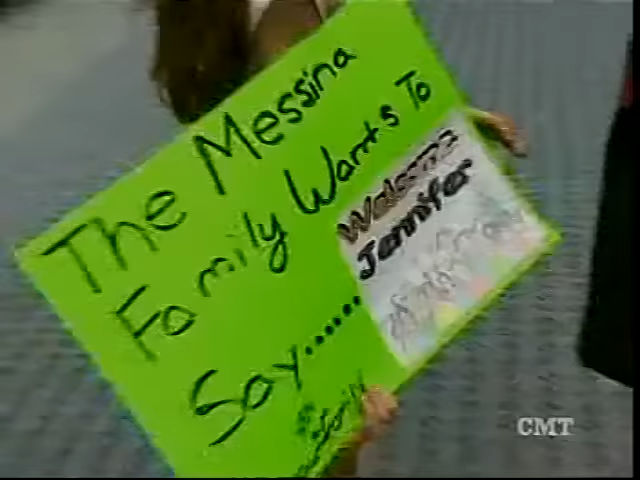 The Messina
Family Wants To
Say......
Welcome
Jennifer
CMT